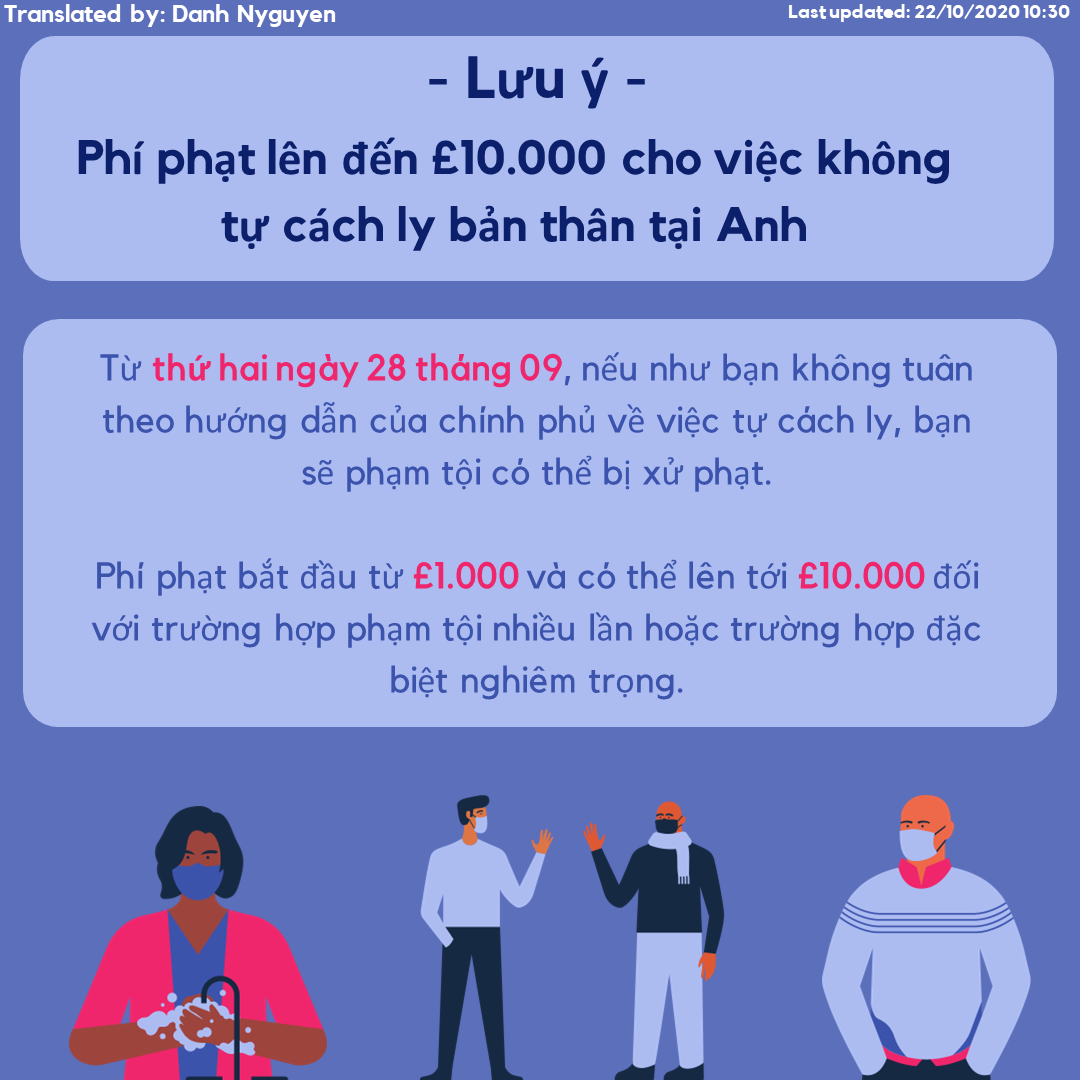 Translated by: Danh Nyguyen
Last updated: 22/10/2020 10:30
- Lưu ý -
Phí phạt lên đến £10.000 cho việc không
tự cách ly bản thân tại Anh
Từ thứ hai ngày 28 tháng 09, nếu như bạn không tuân
theo hướng dẫn của chính phủ về việc tự cách ly, bạn
sẽ phạm tội có thể bị xử phạt.
Phí phạt bắt đầu từ £1.000 và có thể lên tới £10.000 đối
với trường hợp phạm tội nhiều lần hoặc trường hợp đặc
biệt nghiêm trọng.